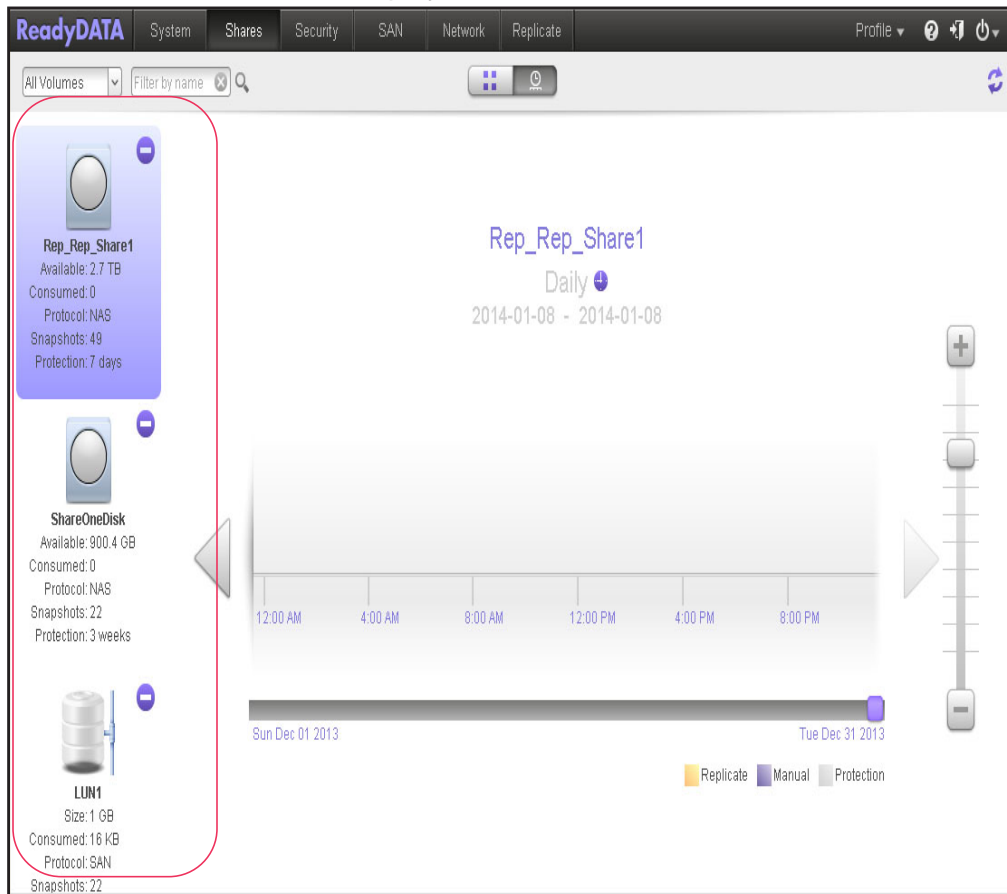 ReadyDATA System Shares Security SAN Network Replicate Profile
All Volumes Filter by name
Rep_Rep_Share1
Available: 2.7 TB
Consumed: 0
Protocol: NAS
Snapshots: 49
Protection: 7 days
ShareOneDisk
Available: 900.4 GB
Consumed: 0
Protocol: NAS
Snapshots: 22
Protection: 3 weeks
LUN1
Size: 1 GB
Consumed: 16 KB
Protocol: SAN
Snapshots: 22
Rep_Rep_Share1
Daily
2014-01-08 - 2014-01-08
12:00 AM 4:00 AM 8:00 AM 12:00 PM 4:00 PM 8:00 PM
Sun Dec 01 2013 Tue Dec 31 2013
Replicate Manual Protection